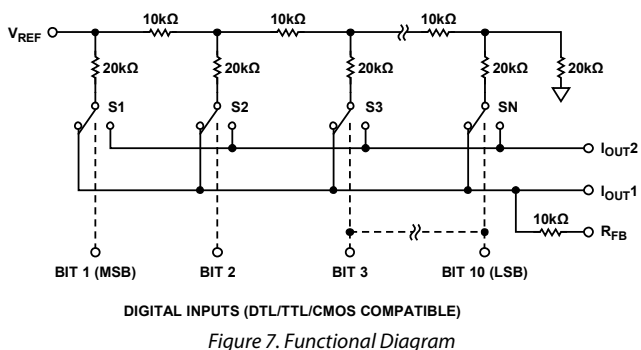 10kΩ 10kΩ 10kΩ
VREF
20kΩ 20kΩ 20kΩ 20kΩ 20kΩ
S1 S2 S3 SN
IOUT2
IOUT1
10kΩ
RFB
BIT 1 (MSB) BIT 2 BIT 3 BIT 10 (LSB)
DIGITAL INPUTS (DTL/TTL/CMOS COMPATIBLE)
Figure 7. Functional Diagram